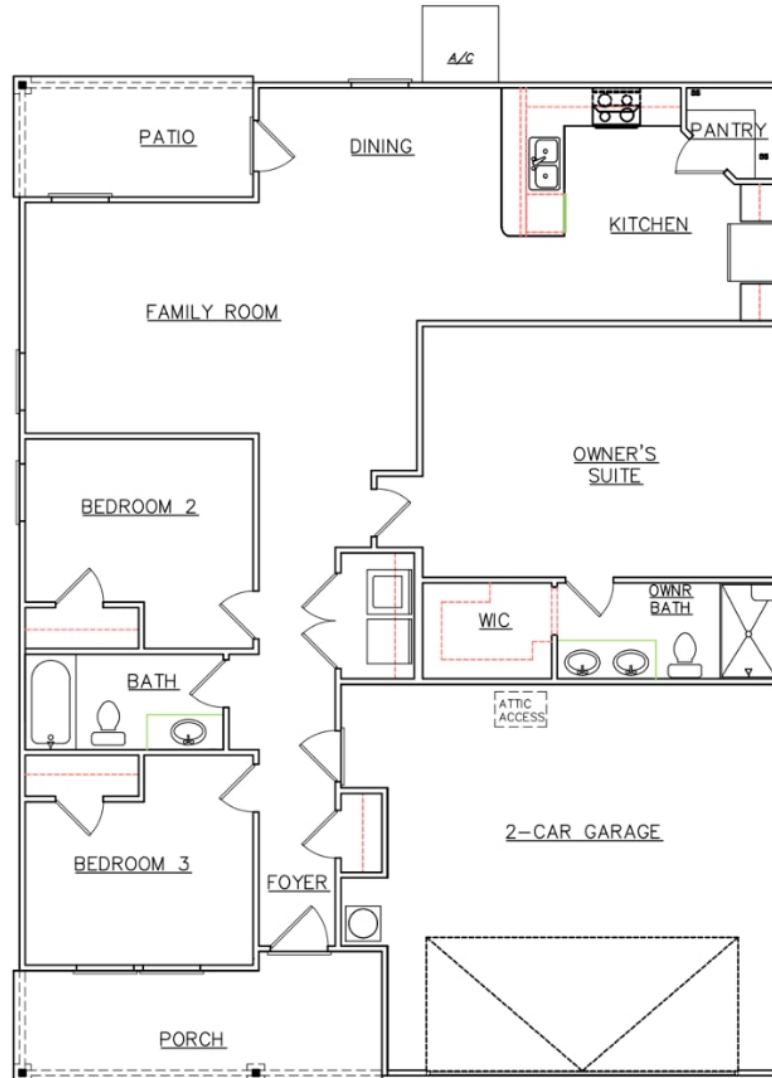 A/C
PATIO
DINING
PANTRY
KITCHEN
FAMILY ROOM
OWNER'S
SUITE
BEDROOM 2
OWNR
BATH
WIC
BATH
ATTIC
ACCESS
2-CAR GARAGE
BEDROOM 3
FOYER
PORCH